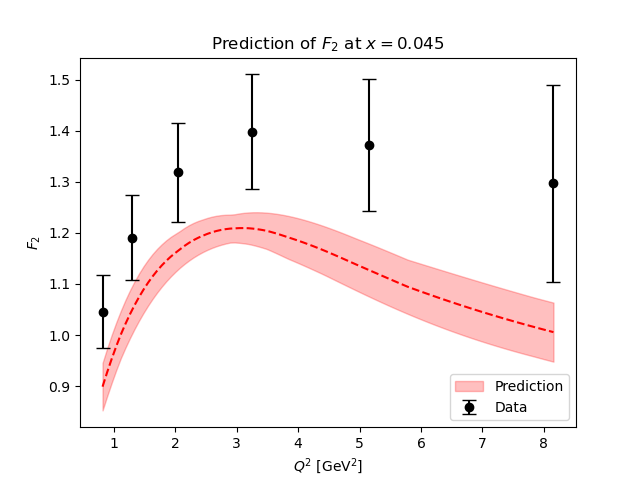 Prediction of F₂ at x = 0.045
F₂
1.5
1.4
1.3
1.2
1.1
1.0
0.9
1 2 3 4 5 6 7 8
Q² [GeV²]
Prediction
Data